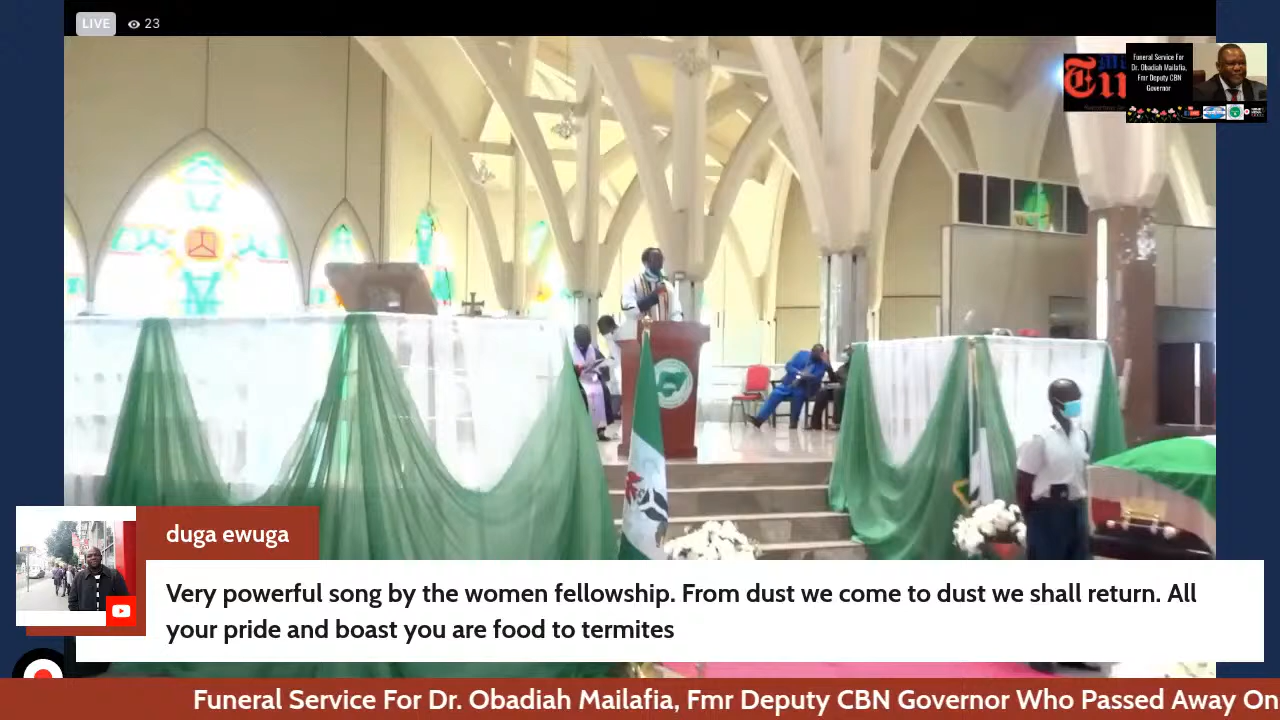 LIVE 23
Funeral Service For
Dr. Obadiah Mailafia,
Fmr Deputy CBN
Governor
duga ewuga
Very powerful song by the women fellowship. From dust we come to dust we shall return. All
your pride and boast you are food to termites
Funeral Service For Dr. Obadiah Mailafia, Fmr Deputy CBN Governor Who Passed Away On